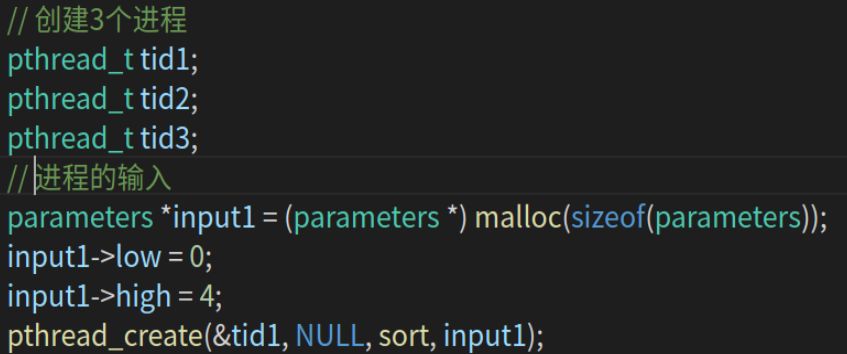 // 创建3个进程
pthread_t tid1;
pthread_t tid2;
pthread_t tid3;
// 进程的输入
parameters *input1 = (parameters *) malloc(sizeof(parameters));
input1->low = 0;
input1->high = 4;
pthread_create(&tid1, NULL, sort, input1);